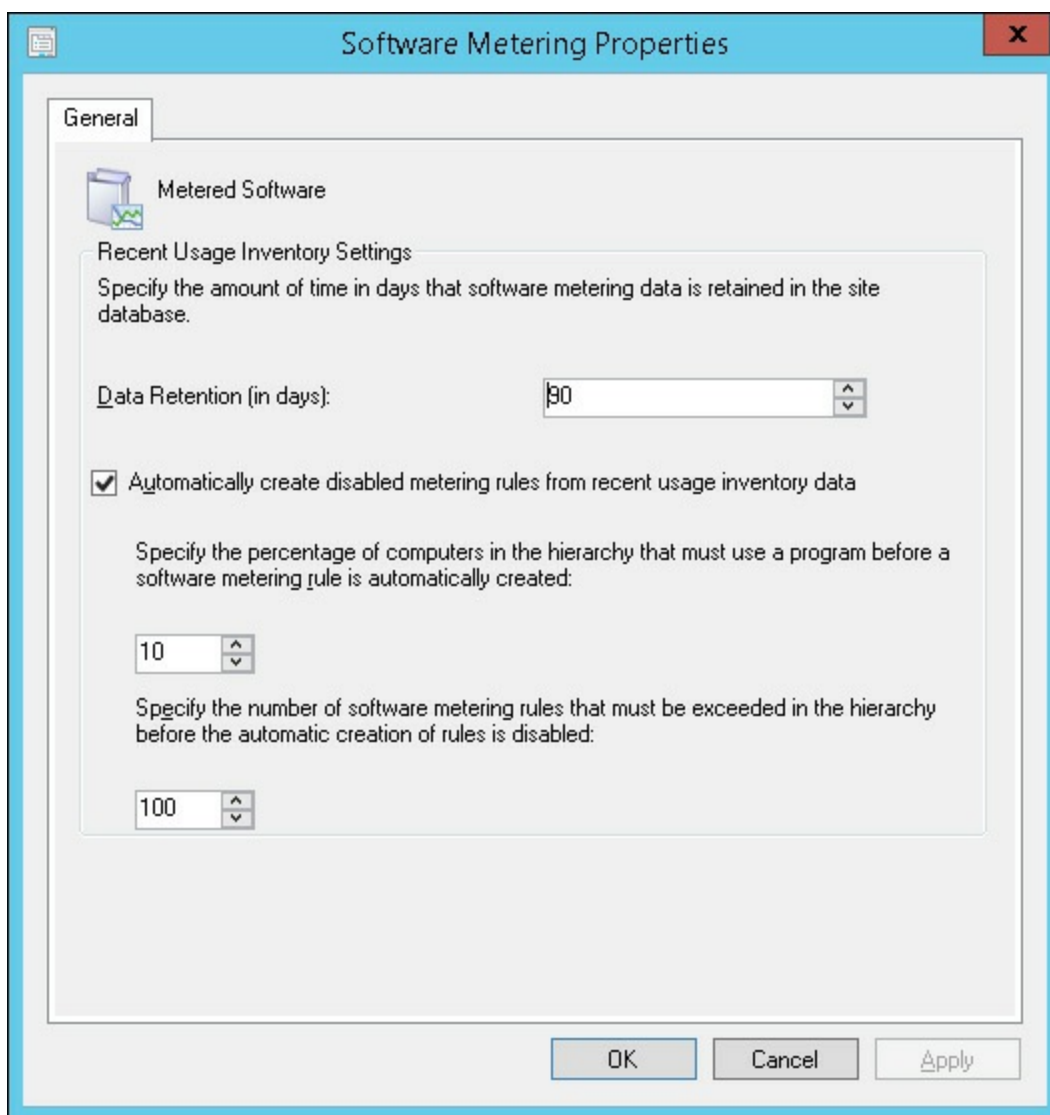 Software Metering Properties
x
General
Metered Software
Recent Usage Inventory Settings
Specify the amount of time in days that software metering data is retained in the site
database.
Data Retention (in days):
90
Automatically create disabled metering rules from recent usage inventory data
Specify the percentage of computers in the hierarchy that must use a program before a
software metering rule is automatically created:
10
Specify the number of software metering rules that must be exceeded in the hierarchy
before the automatic creation of rules is disabled:
100
OK
Cancel
Apply